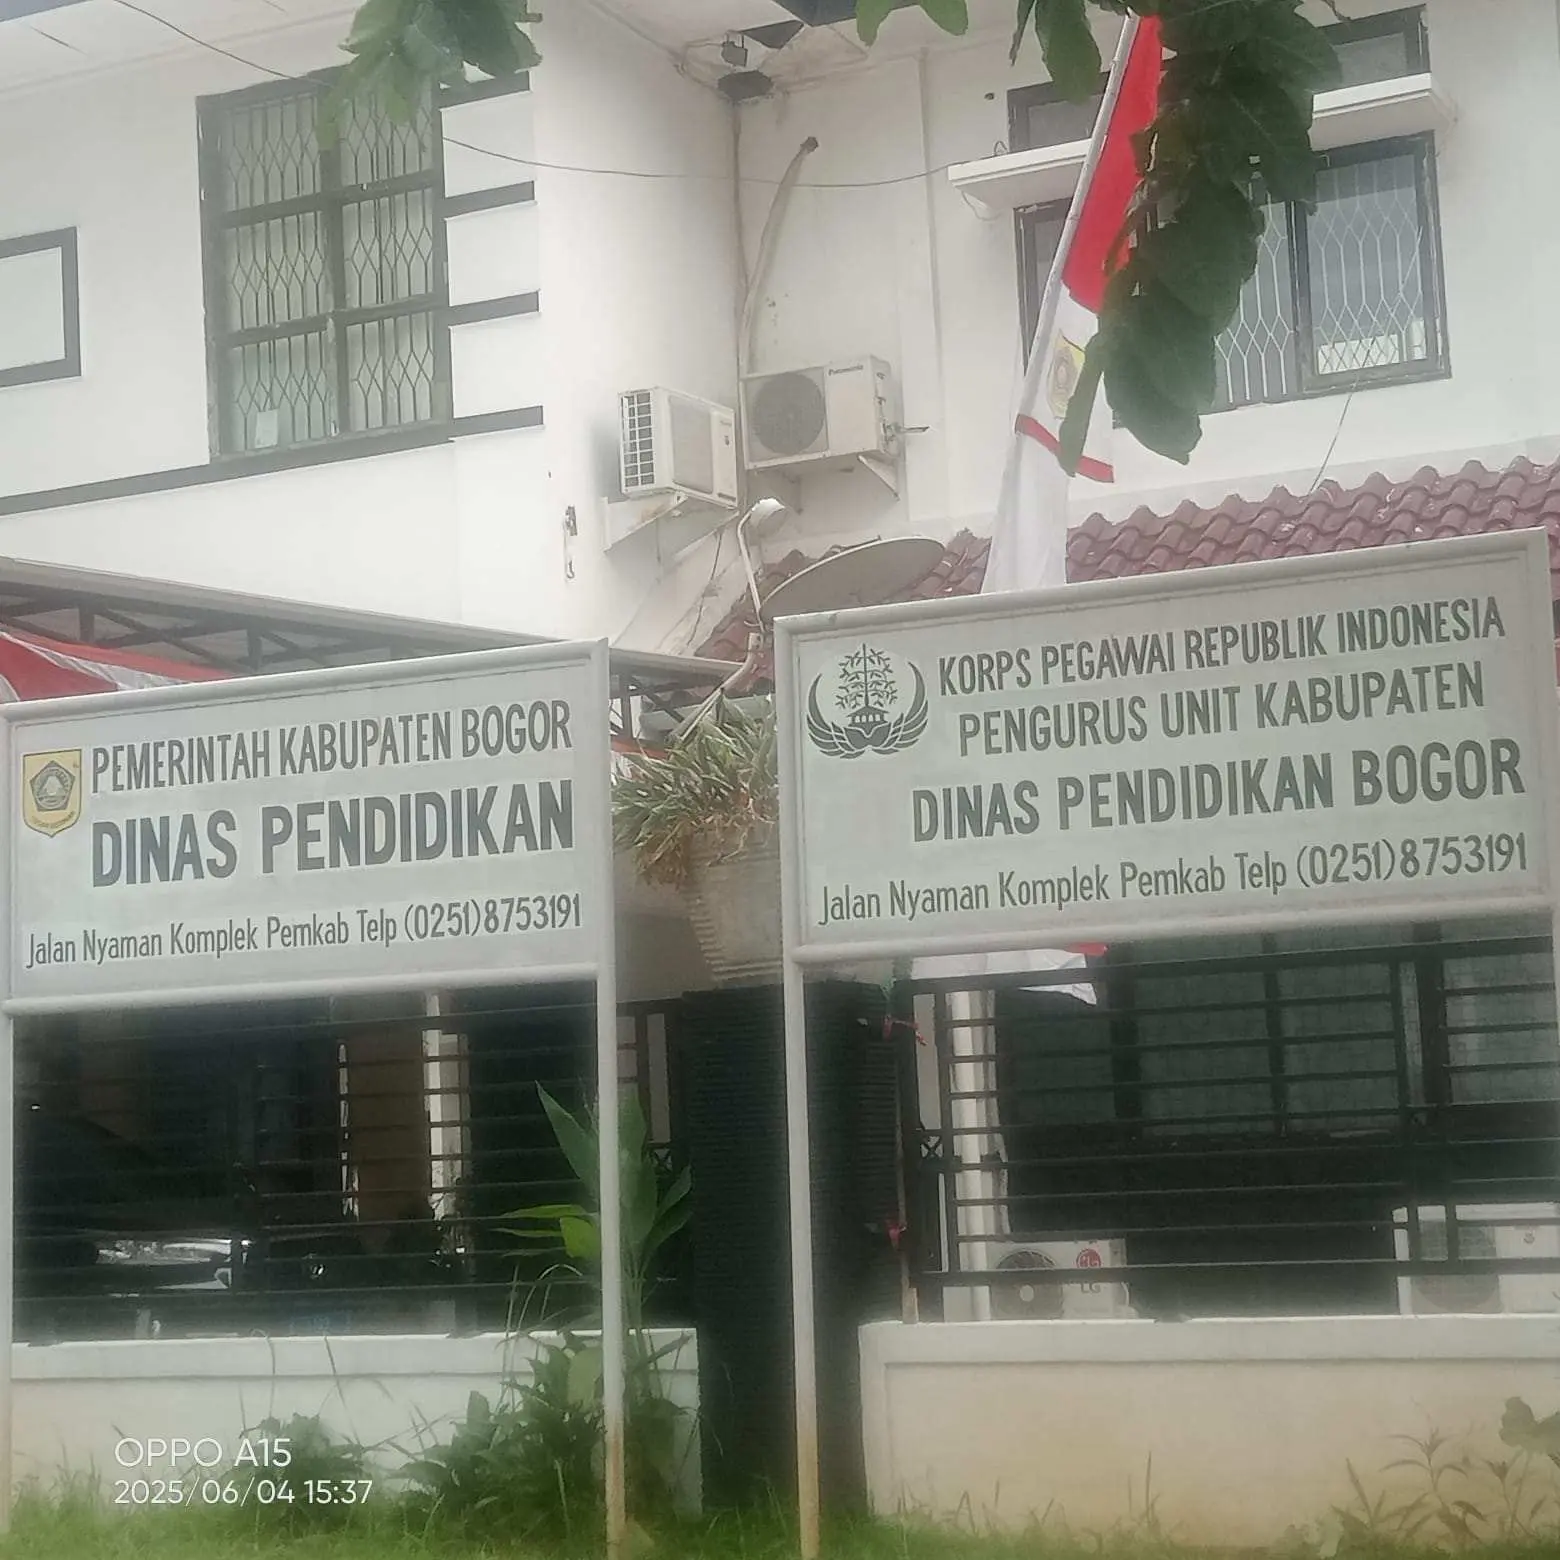 PEMERINTAH KABUPATEN BOGOR
DINAS PENDIDIKAN
Jalan Nyaman Komplek Pemkab Telp (0251)8753191
KORPS PEGAWAI REPUBLIK INDONESIA
PENGURUS UNIT KABUPATEN
DINAS PENDIDIKAN BOGOR
Jalan Nyaman Komplek Pemkab Telp (0251)8753191
Panasonic
LG
OPPO A15
2025/06/04 15:37